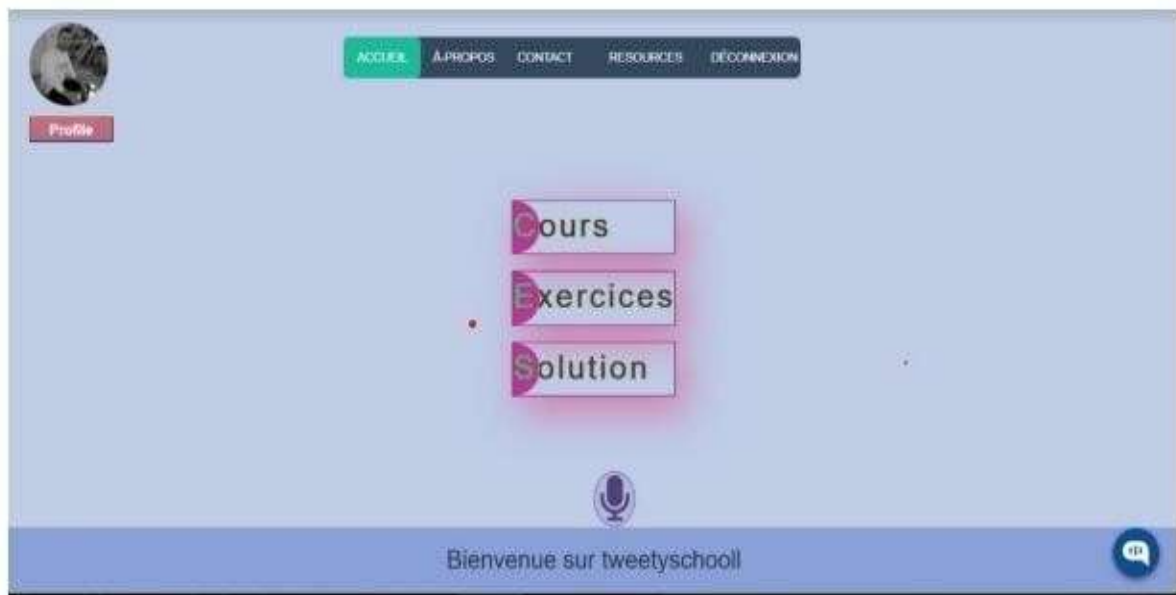 ACCUEIL À-PROPOS CONTACT RESOURCES DÉCONNEXION
Profile
Cours
Exercices
Solution
Bienvenue sur tweetyschooll